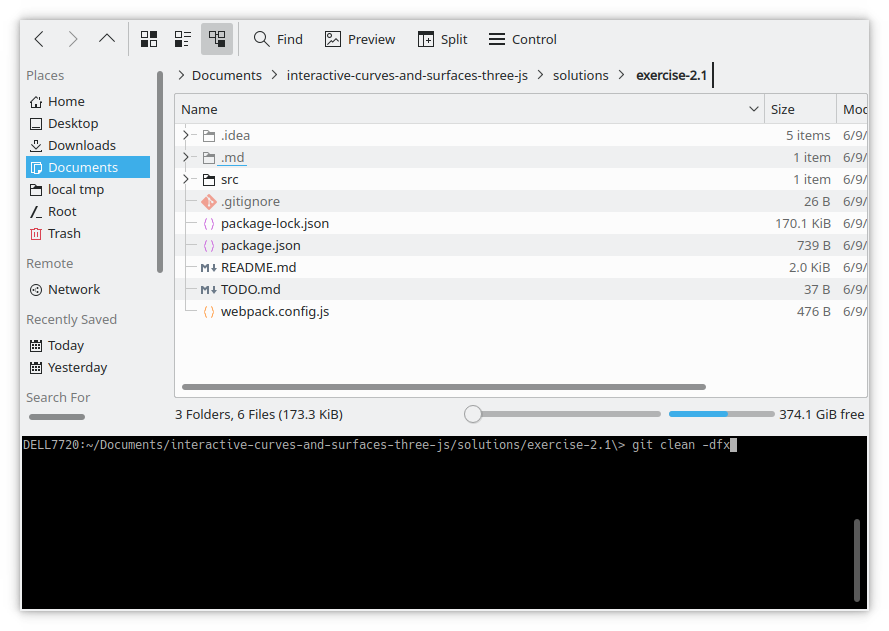 Find Preview Split Control
Places
Home
Desktop
Downloads
Documents
local tmp
Root
Trash
Remote
Network
Recently Saved
Today
Yesterday
Search For
Documents interactive-curves-and-surfaces-three-js solutions exercise-2.1
Name Size Moc
.idea 5 items 6/9/
.md 1 item 6/9/
src 1 item 6/9/
.gitignore 26 B 6/9/
package-lock.json 170.1 KiB 6/9/
package.json 739 B 6/9/
README.md 2.0 KiB 6/9/
TODO.md 37 B 6/9/
webpack.config.js 476 B 6/9/
3 Folders, 6 Files (173.3 KiB) 374.1 GiB free
DELL7720:~/Documents/interactive-curves-and-surfaces-three-js/solutions/exercise-2.1\> git clean -dfx